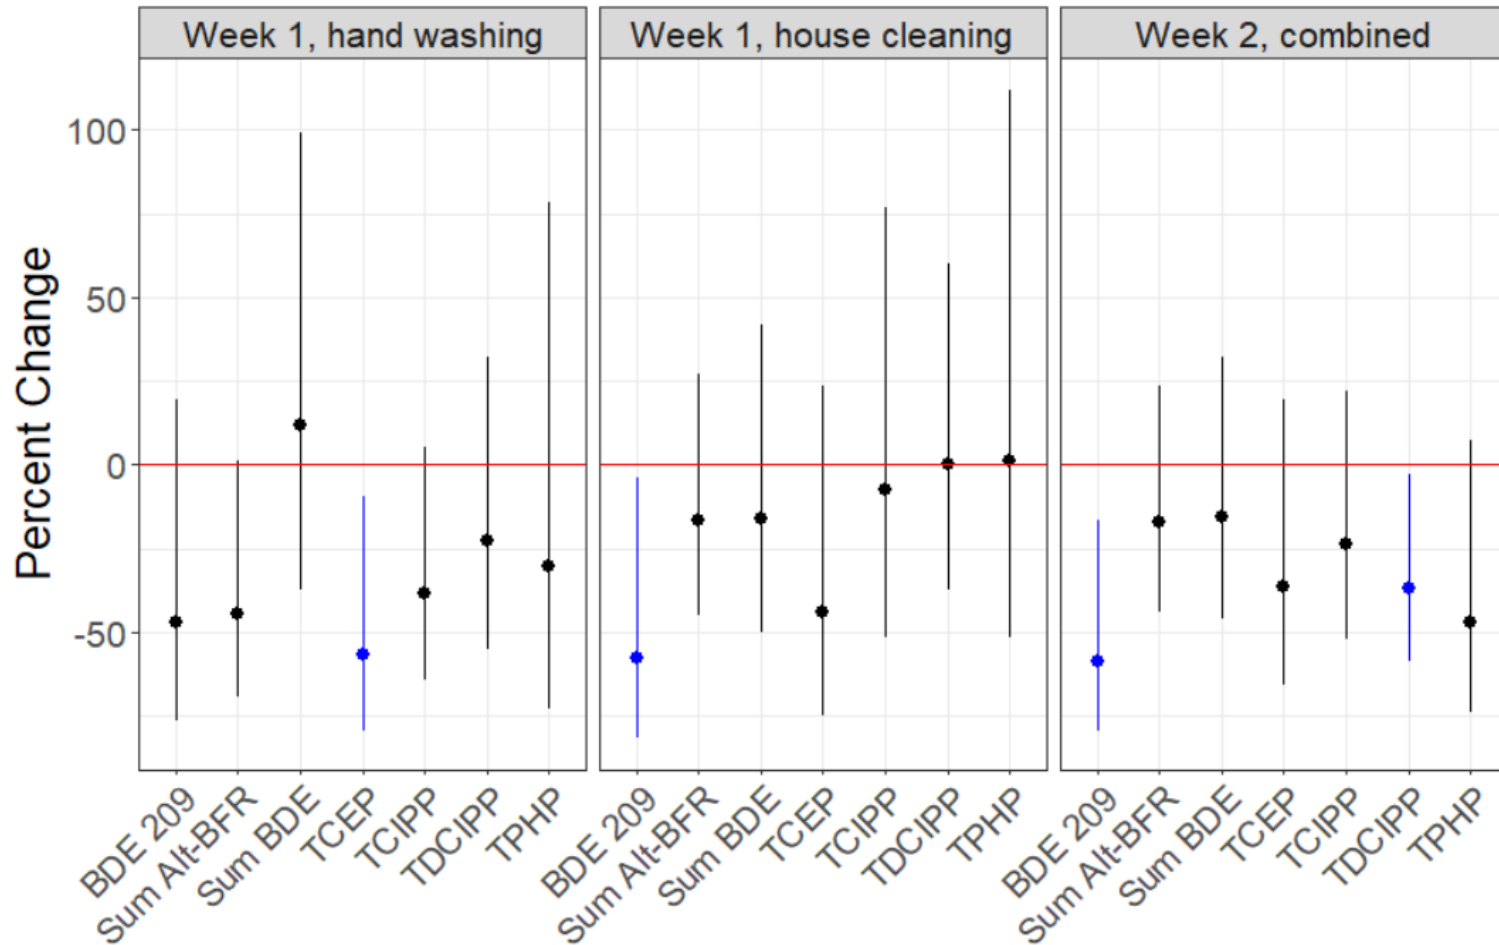 Week 1, hand washing
Week 1, house cleaning
Week 2, combined
Percent Change
100
50
0
-50
BDE 209
Sum Alt-BFR
Sum BDE
TCEP
TCIPP
TDCIPP
TPHP
BDE 209
Sum Alt-BFR
Sum BDE
TCEP
TCIPP
TDCIPP
TPHP
BDE 209
Sum Alt-BFR
Sum BDE
TCEP
TCIPP
TDCIPP
TPHP